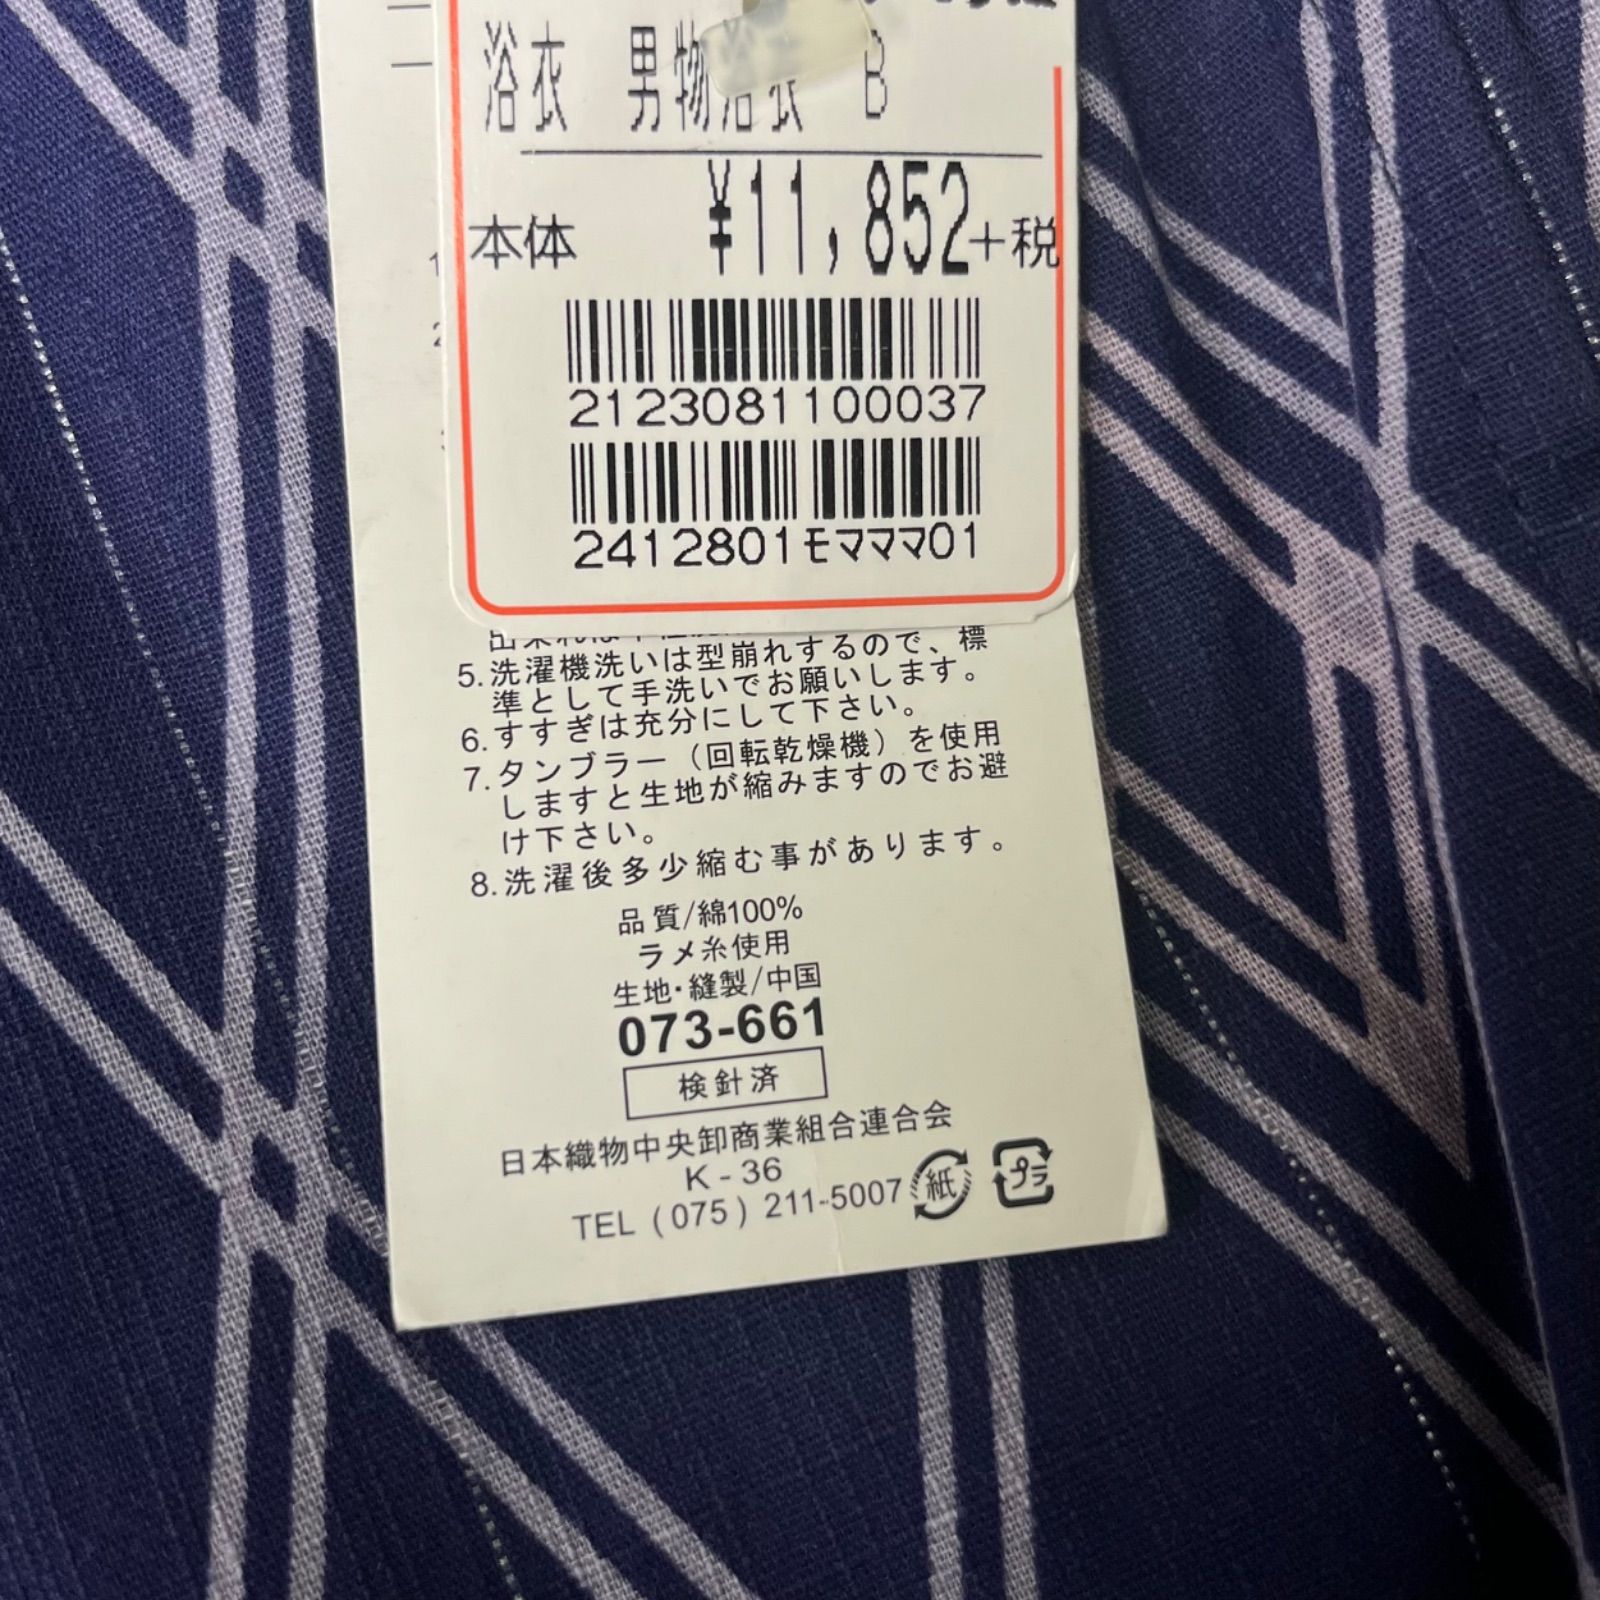 浴衣 男物浴衣 B
本体 ¥11,852+税
2123081100037
2412801モママママ01
5.洗濯機洗いは型崩れするので、標
準として手洗いでお願いします。
6.すすぎは充分にして下さい。
7.タンブラー（回転乾燥機）を使用
しますと生地が縮みますのでお避
け下さい。
8.洗濯後多少縮む事があります。
品質/綿100%
ラメ糸使用
生地・縫製/中国
073-661
検針済
日本織物中央卸商業組合連合会
K-36
TEL(075)211-5007
紙
プラ